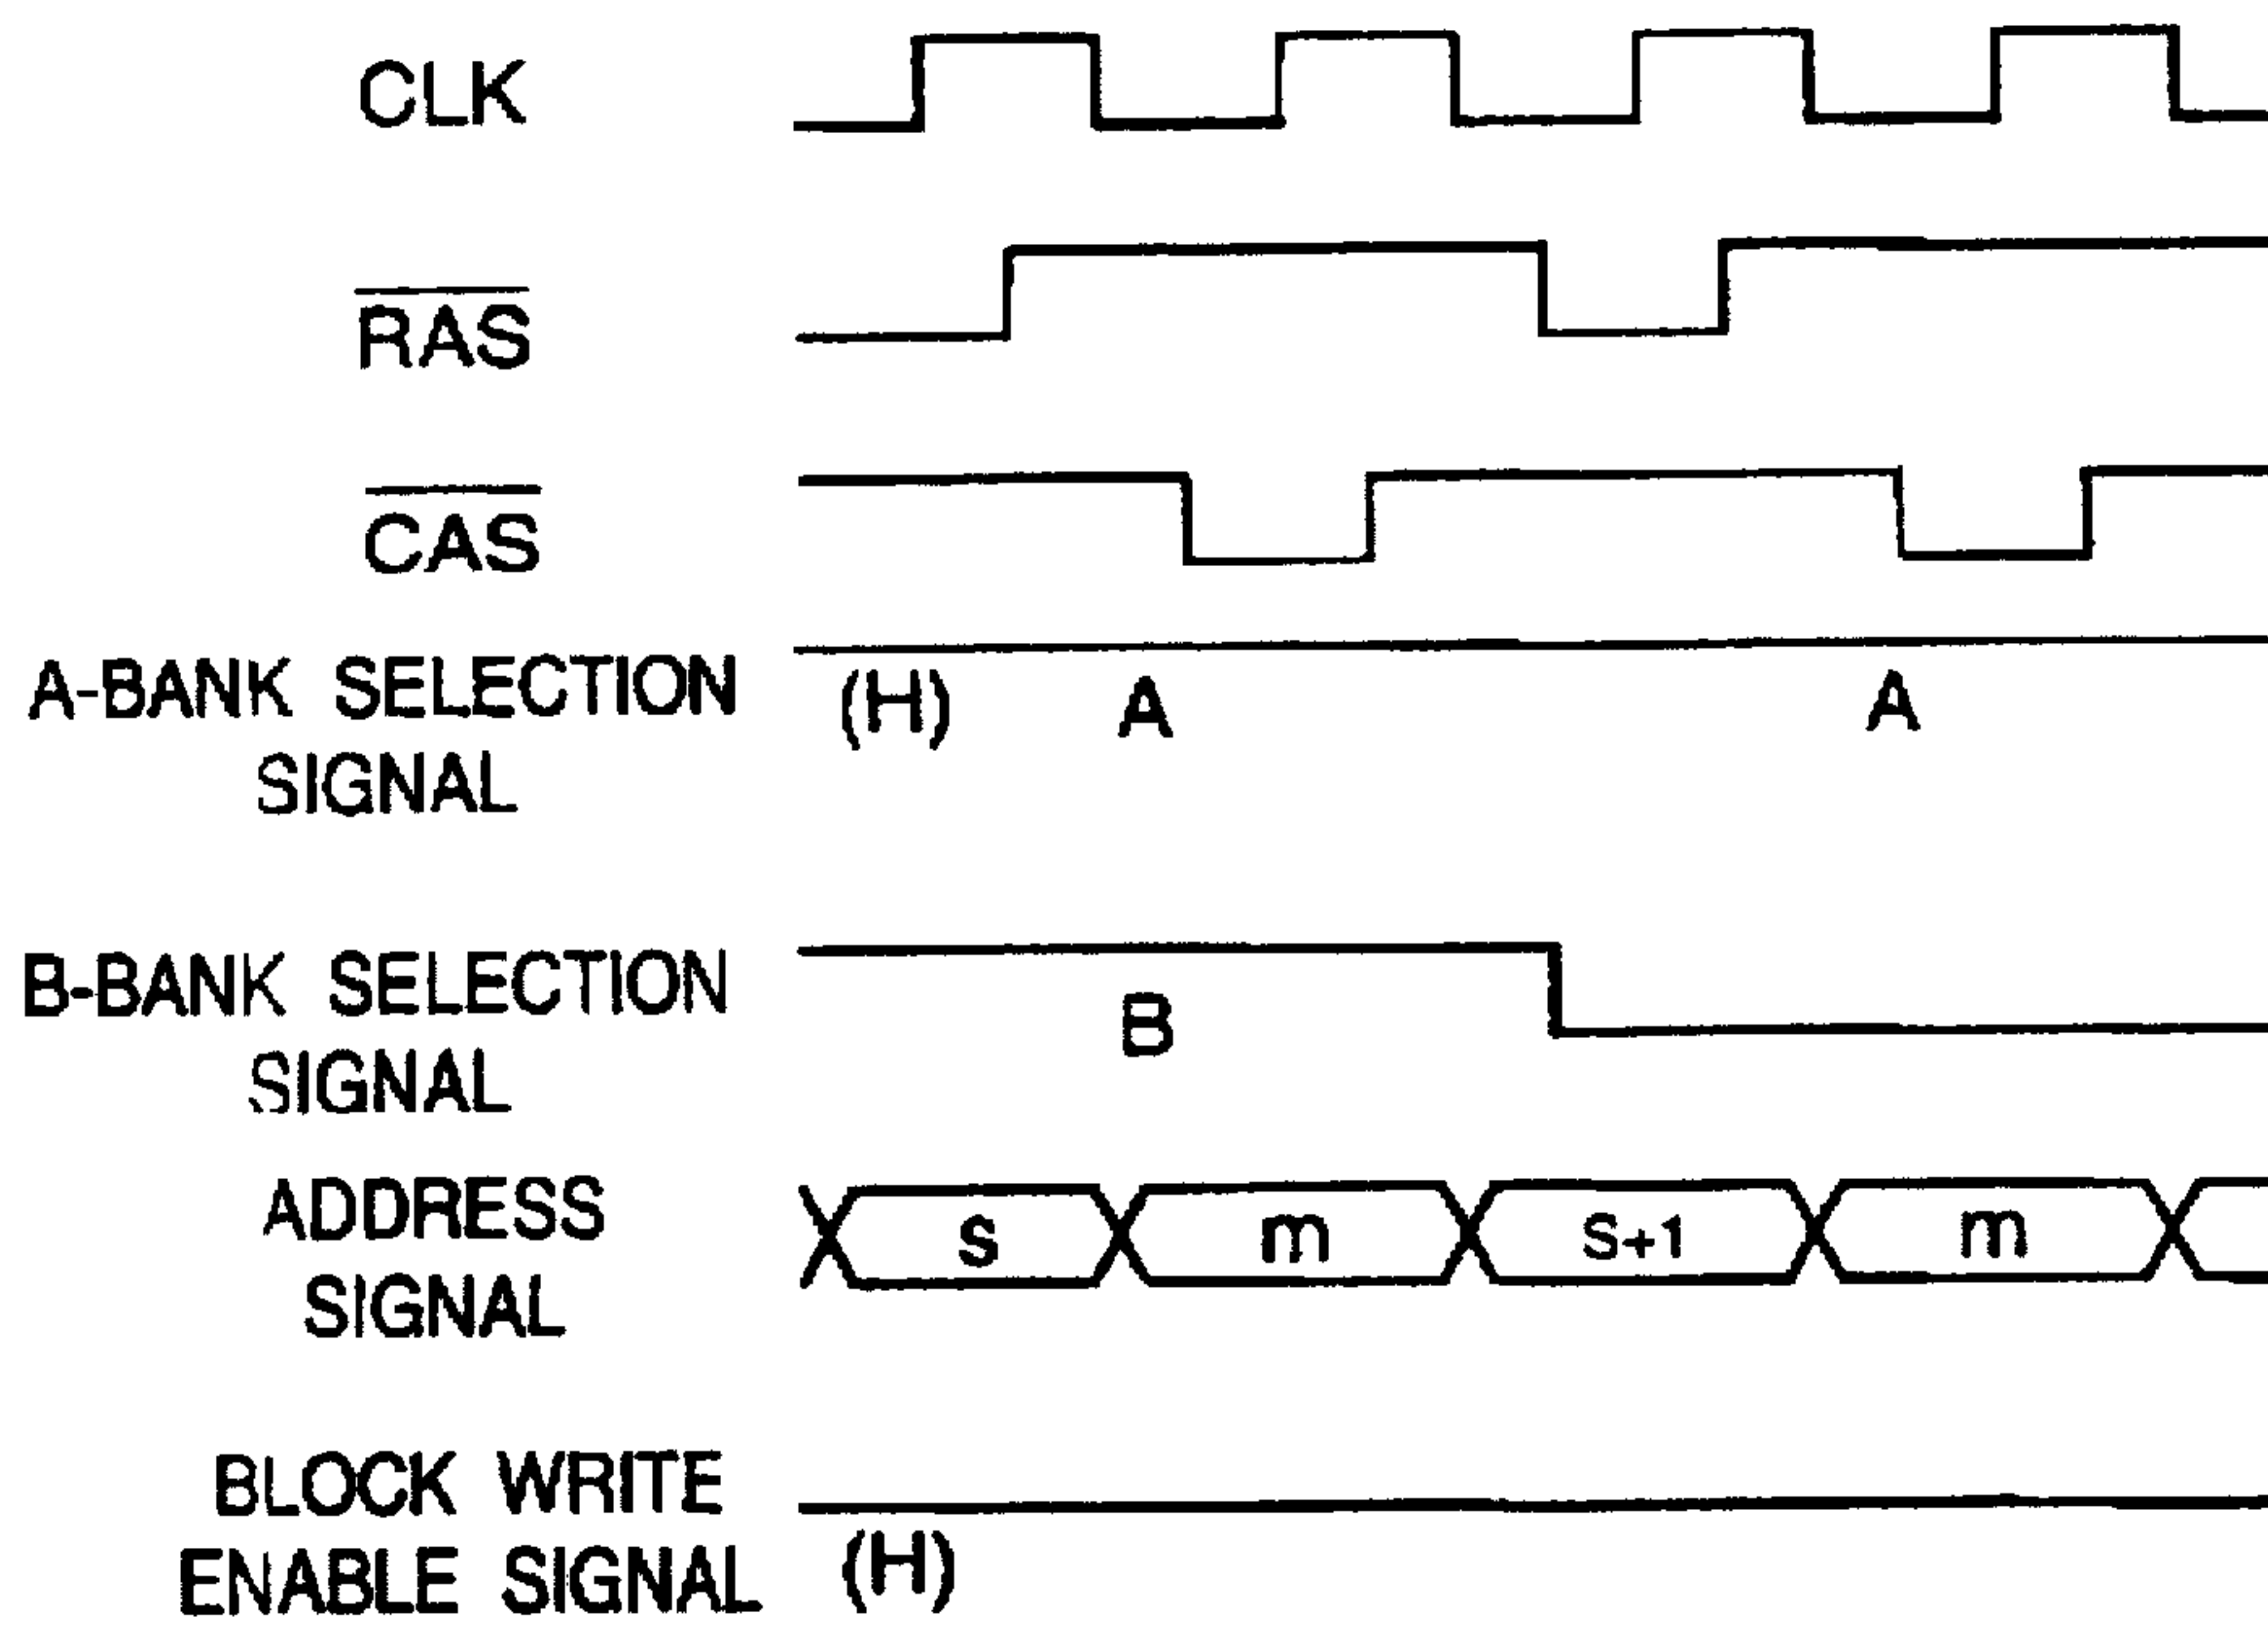 CLK
RAS
CAS
A-BANK SELECTION
SIGNAL
(H) A A
B-BANK SELECTION
SIGNAL
B
ADDRESS
SIGNAL
s m s+1 m
BLOCK WRITE
ENABLE SIGNAL
(H)